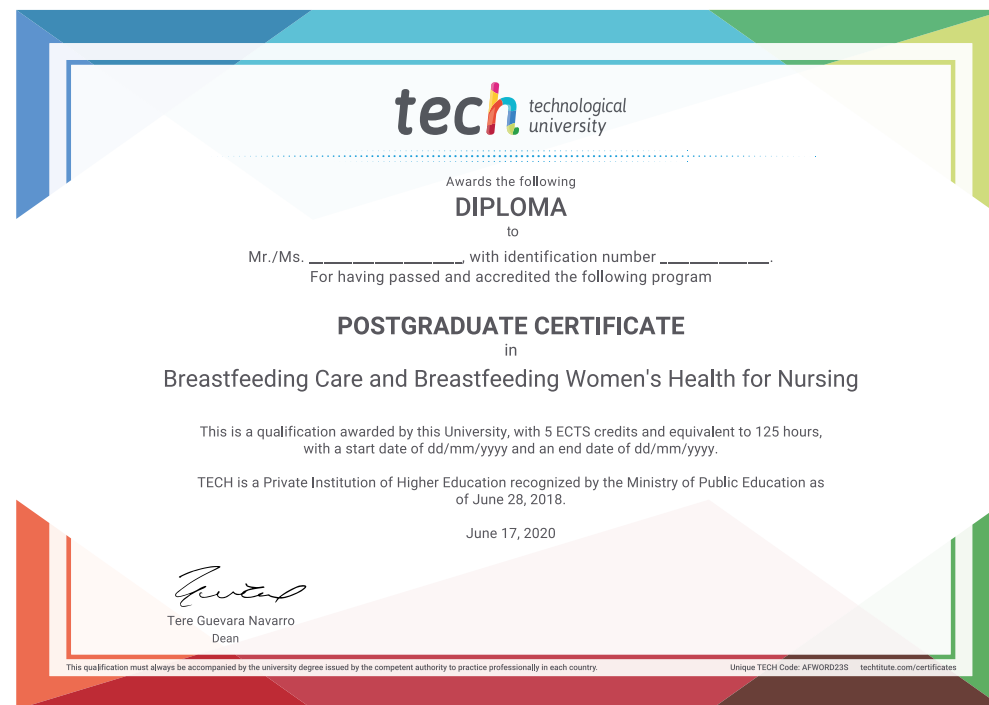 tech technological
university
Awards the following
DIPLOMA
to
Mr./Ms. _______________, with identification number ___________.
For having passed and accredited the following program
POSTGRADUATE CERTIFICATE
in
Breastfeeding Care and Breastfeeding Women's Health for Nursing
This is a qualification awarded by this University, with 5 ECTS credits and equivalent to 125 hours,
with a start date of dd/mm/yyyy and an end date of dd/mm/yyyy.
TECH is a Private Institution of Higher Education recognized by the Ministry of Public Education as
of June 28, 2018.
June 17, 2020
Tere Guevara Navarro
Dean
This qualification must always be accompanied by the university degree issued by the competent authority to practice professionally in each country. Unique TECH Code: AFWORD23S techtitute.com/certificates